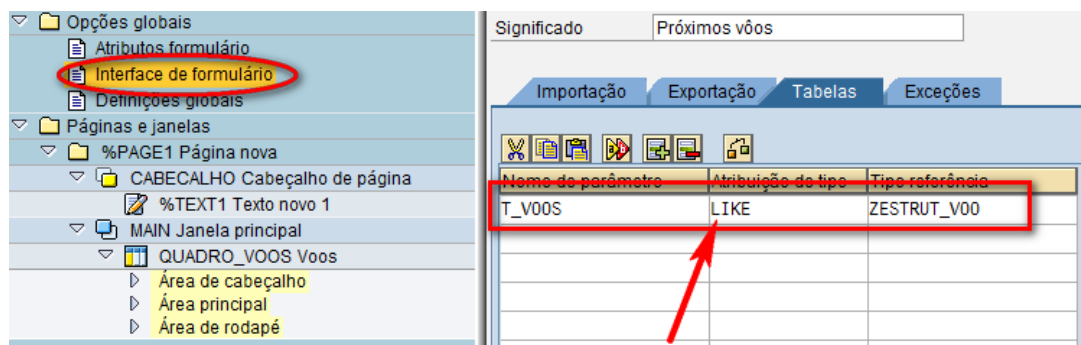 Opções globais
Atributos formulário
Interface de formulário
Definições globais
Páginas e janelas
%PAGE1 Página nova
CABECALHO Cabeçalho de página
%TEXT1 Texto novo 1
MAIN Janela principal
QUADRO_VOOS Voos
Área de cabeçalho
Área principal
Área de rodapé
Significado Próximos vôos
Importação Exportação Tabelas Exceções
Nome do parâmetro Atribuição de tipo Tipo referência
T_VOOS LIKE ZESTRUT_VOO